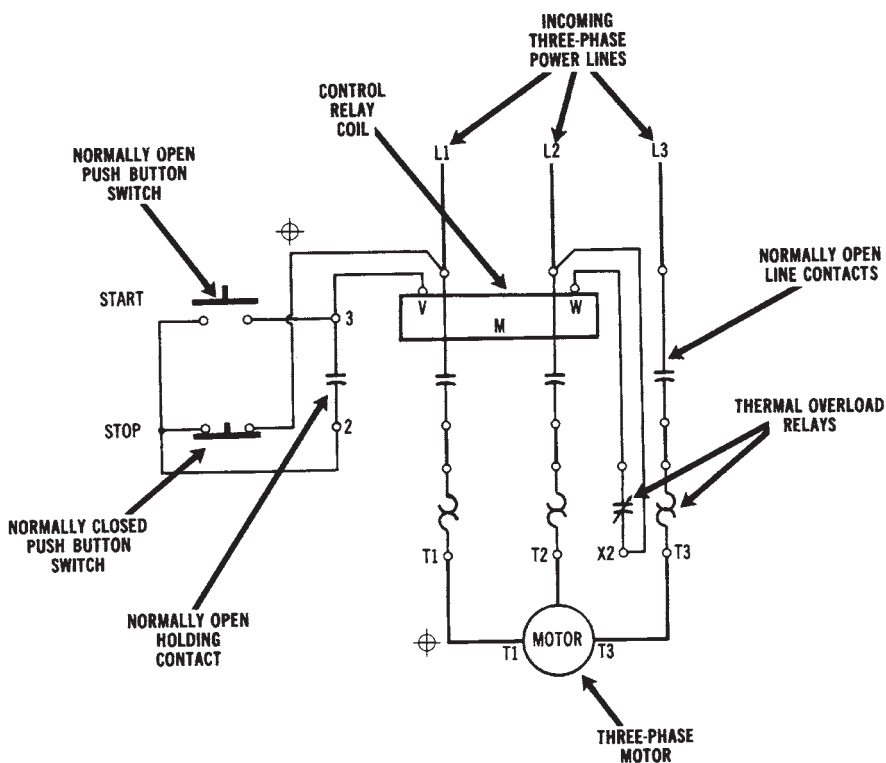 INCOMING
THREE-PHASE
POWER LINES
CONTROL
RELAY
COIL
L1
L2
L3
NORMALLY OPEN
PUSH BUTTON
SWITCH
NORMALLY OPEN
LINE CONTACTS
START
3
V
M
W
THERMAL OVERLOAD
RELAYS
STOP
2
NORMALLY CLOSED
PUSH BUTTON
SWITCH
T1
T2
X2
T3
NORMALLY OPEN
HOLDING
CONTACT
T1
MOTOR
T3
THREE-PHASE
MOTOR